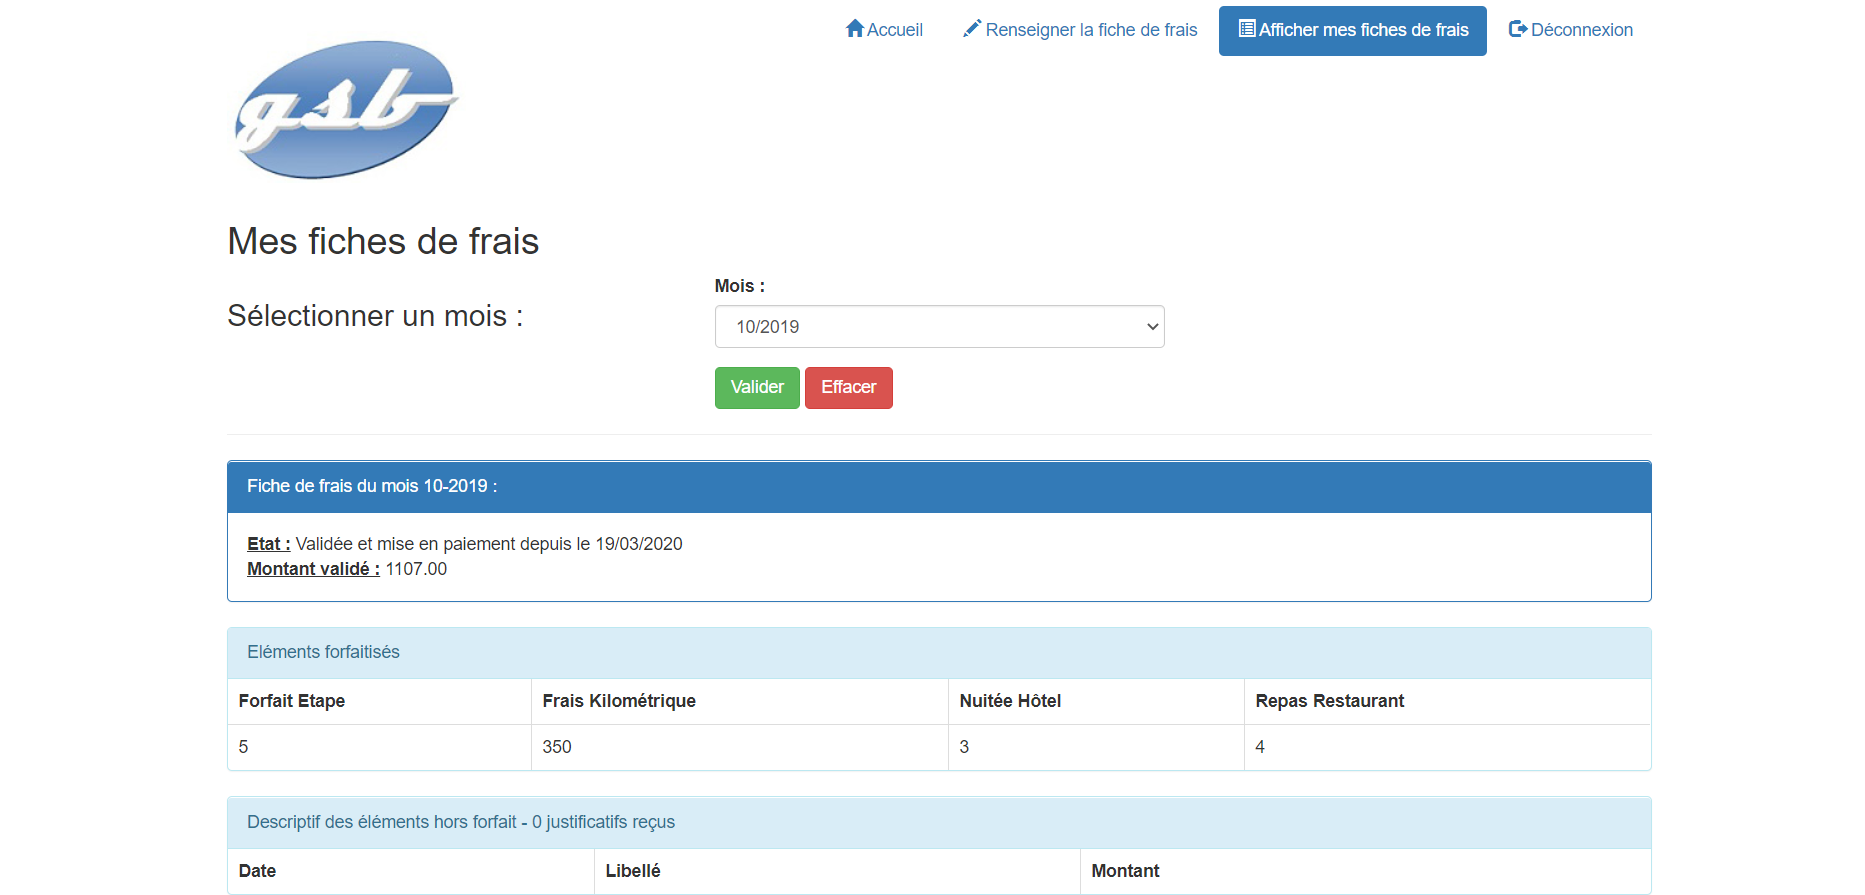 Accueil Renseigner la fiche de frais Afficher mes fiches de frais Déconnexion
gsb
Mes fiches de frais
Sélectionner un mois :
Mois :
10/2019
Valider Effacer
Fiche de frais du mois 10-2019 :
Etat : Validée et mise en paiement depuis le 19/03/2020
Montant validé : 1107.00
Eléments forfaitisés
Forfait Etape Frais Kilométrique Nuitée Hôtel Repas Restaurant
5 350 3 4
Descriptif des éléments hors forfait - 0 justificatifs reçus
Date Libellé Montant